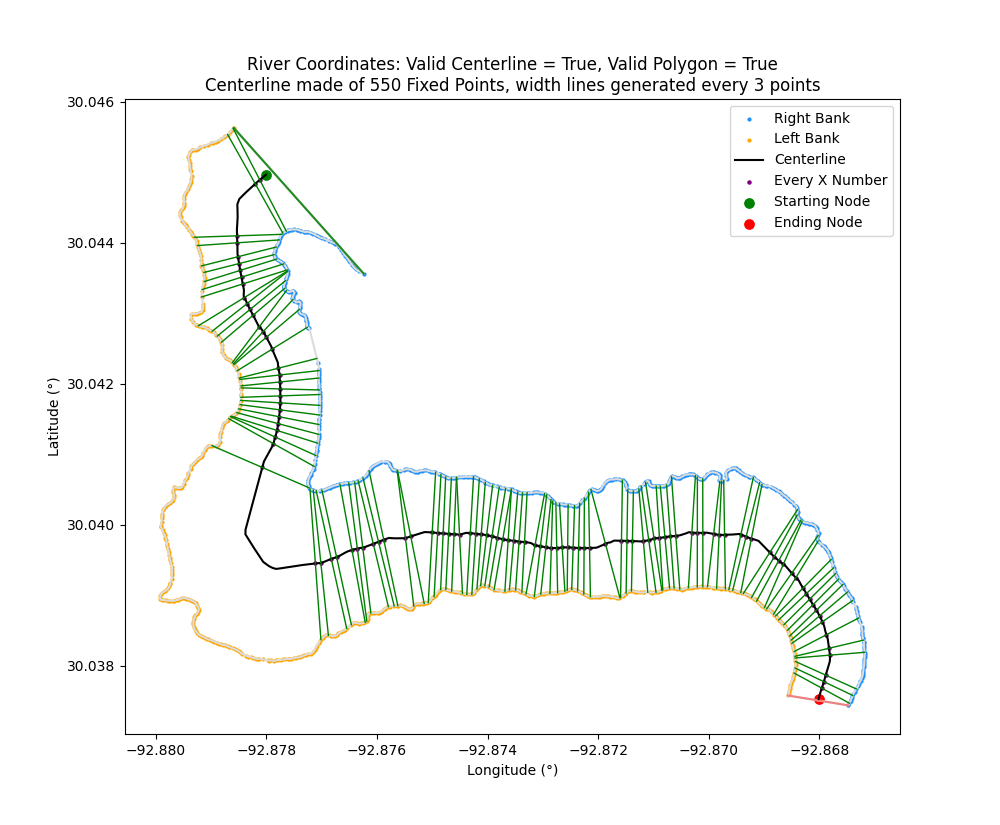 River Coordinates: Valid Centerline = True, Valid Polygon = True
Centerline made of 550 Fixed Points, width lines generated every 3 points
30.046
30.044
30.042
30.040
30.038
Latitude (°)
Right Bank
Left Bank
Centerline
Every X Number
Starting Node
Ending Node
−92.880 −92.878 −92.876 −92.874 −92.872 −92.870 −92.868
Longitude (°)